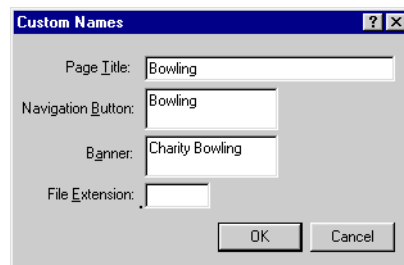 Custom Names
Page Title: Bowling
Navigation Button: Bowling
Banner: Charity Bowling
File Extension:
OK Cancel